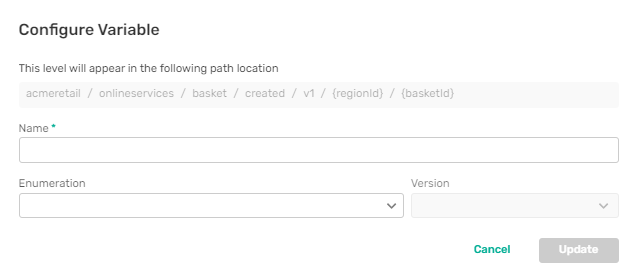 Configure Variable
This level will appear in the following path location
acmeretail / onlineservices / basket / created / v1 / {regionId} / {basketId}
Name *
Enumeration Version
Cancel Update